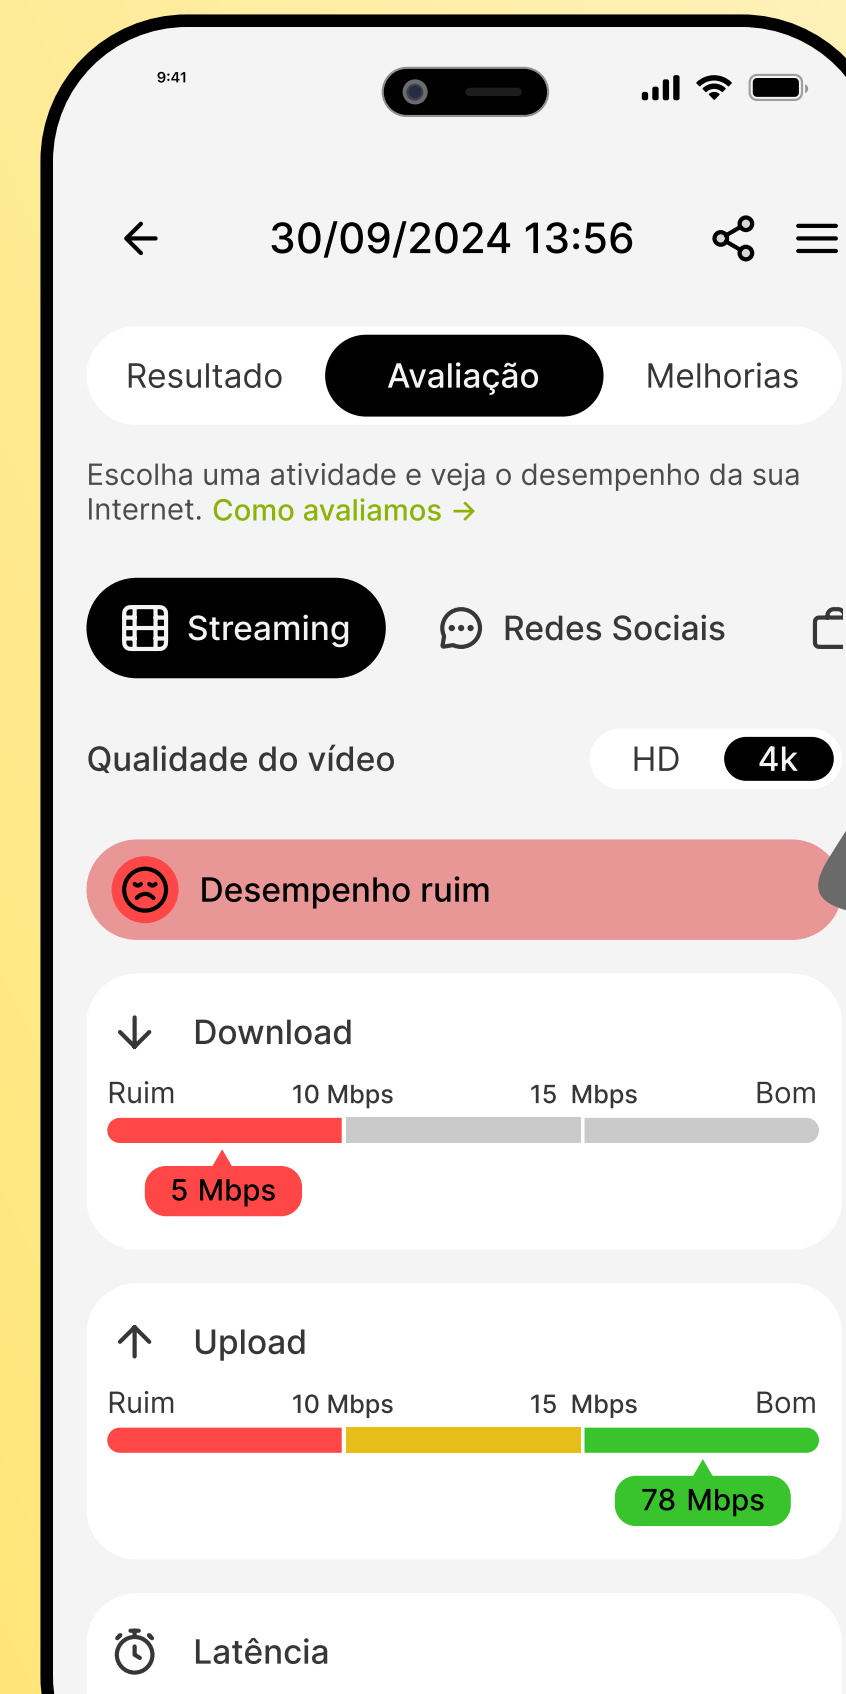 9:41
30/09/2024 13:56
Resultado Avaliação Melhorias
Escolha uma atividade e veja o desempenho da sua
Internet. Como avaliamos →
Streaming Redes Sociais
Qualidade do vídeo HD 4k
Desempenho ruim
Download
Ruim 10 Mbps 15 Mbps Bom
5 Mbps
Upload
Ruim 10 Mbps 15 Mbps Bom
78 Mbps
Latência